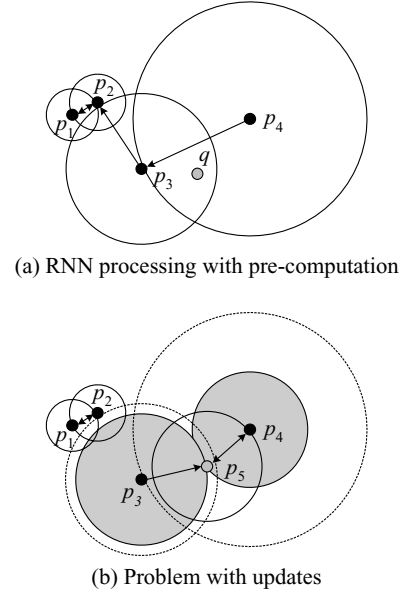 p2
p1
p4
q
p3
(a) RNN processing with pre-computation
p2
p1
p4
p5
p3
(b) Problem with updates